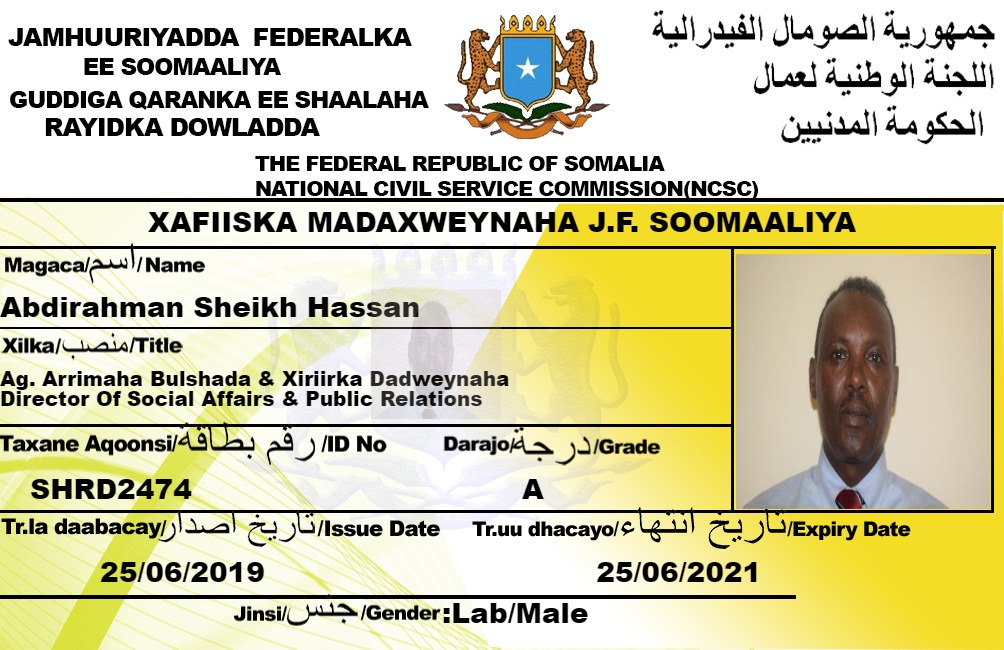 JAMHUURIYADDA FEDERALKA
EE SOOMAALIYA
GUDDIGA QARANKA EE SHAALAHA
RAYIDKA DOWLADDA
جمهورية الصومال الفيدرالية
اللجنة الوطنية لعمال
الحكومة المدنيين
THE FEDERAL REPUBLIC OF SOMALIA
NATIONAL CIVIL SERVICE COMMISSION(NCSC)
XAFIISKA MADAXWEYNAHA J.F. SOOMAALIYA
Magaca/اسم/Name
Abdirahman Sheikh Hassan
Xilka/منصب/Title
Ag. Arrimaha Bulshada & Xiriirka Dadweynaha
Director Of Social Affairs & Public Relations
Taxane Aqoonsi/رقم بطاقة/ID No Darajo/درجة/Grade
SHRD2474 A
Tr.la daabacay/تاريخ اصدار/Issue Date Tr.uu dhacayo/تاريخ انتهاء/Expiry Date
25/06/2019 25/06/2021
Jinsi/جنس/Gender:Lab/Male